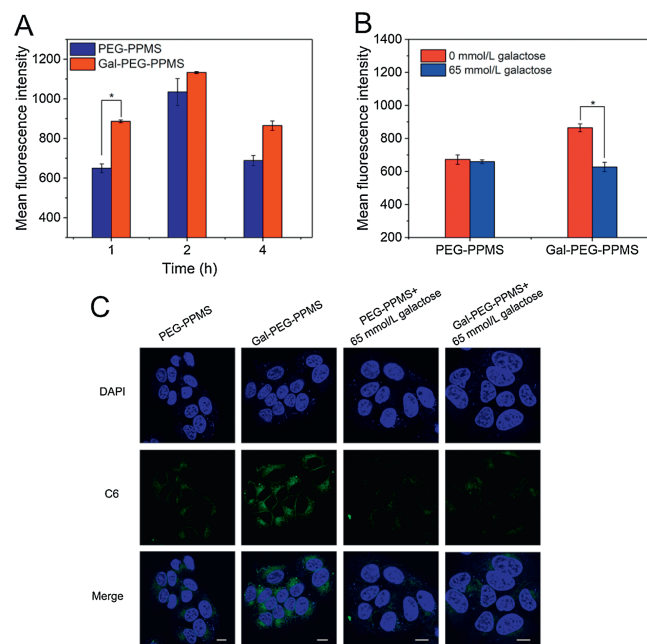 A
Mean fluorescence intensity
PEG-PPMS
Gal-PEG-PPMS
*
1200
1000
800
600
400
1
2
4
Time (h)
B
Mean fluorescence intensity
0 mmol/L galactose
65 mmol/L galactose
*
1400
1200
1000
800
600
400
200
PEG-PPMS
Gal-PEG-PPMS
C
PEG-PPMS
Gal-PEG-PPMS
PEG-PPMS+
65 mmol/L galactose
Gal-PEG-PPMS+
65 mmol/L galactose
DAPI
C6
Merge